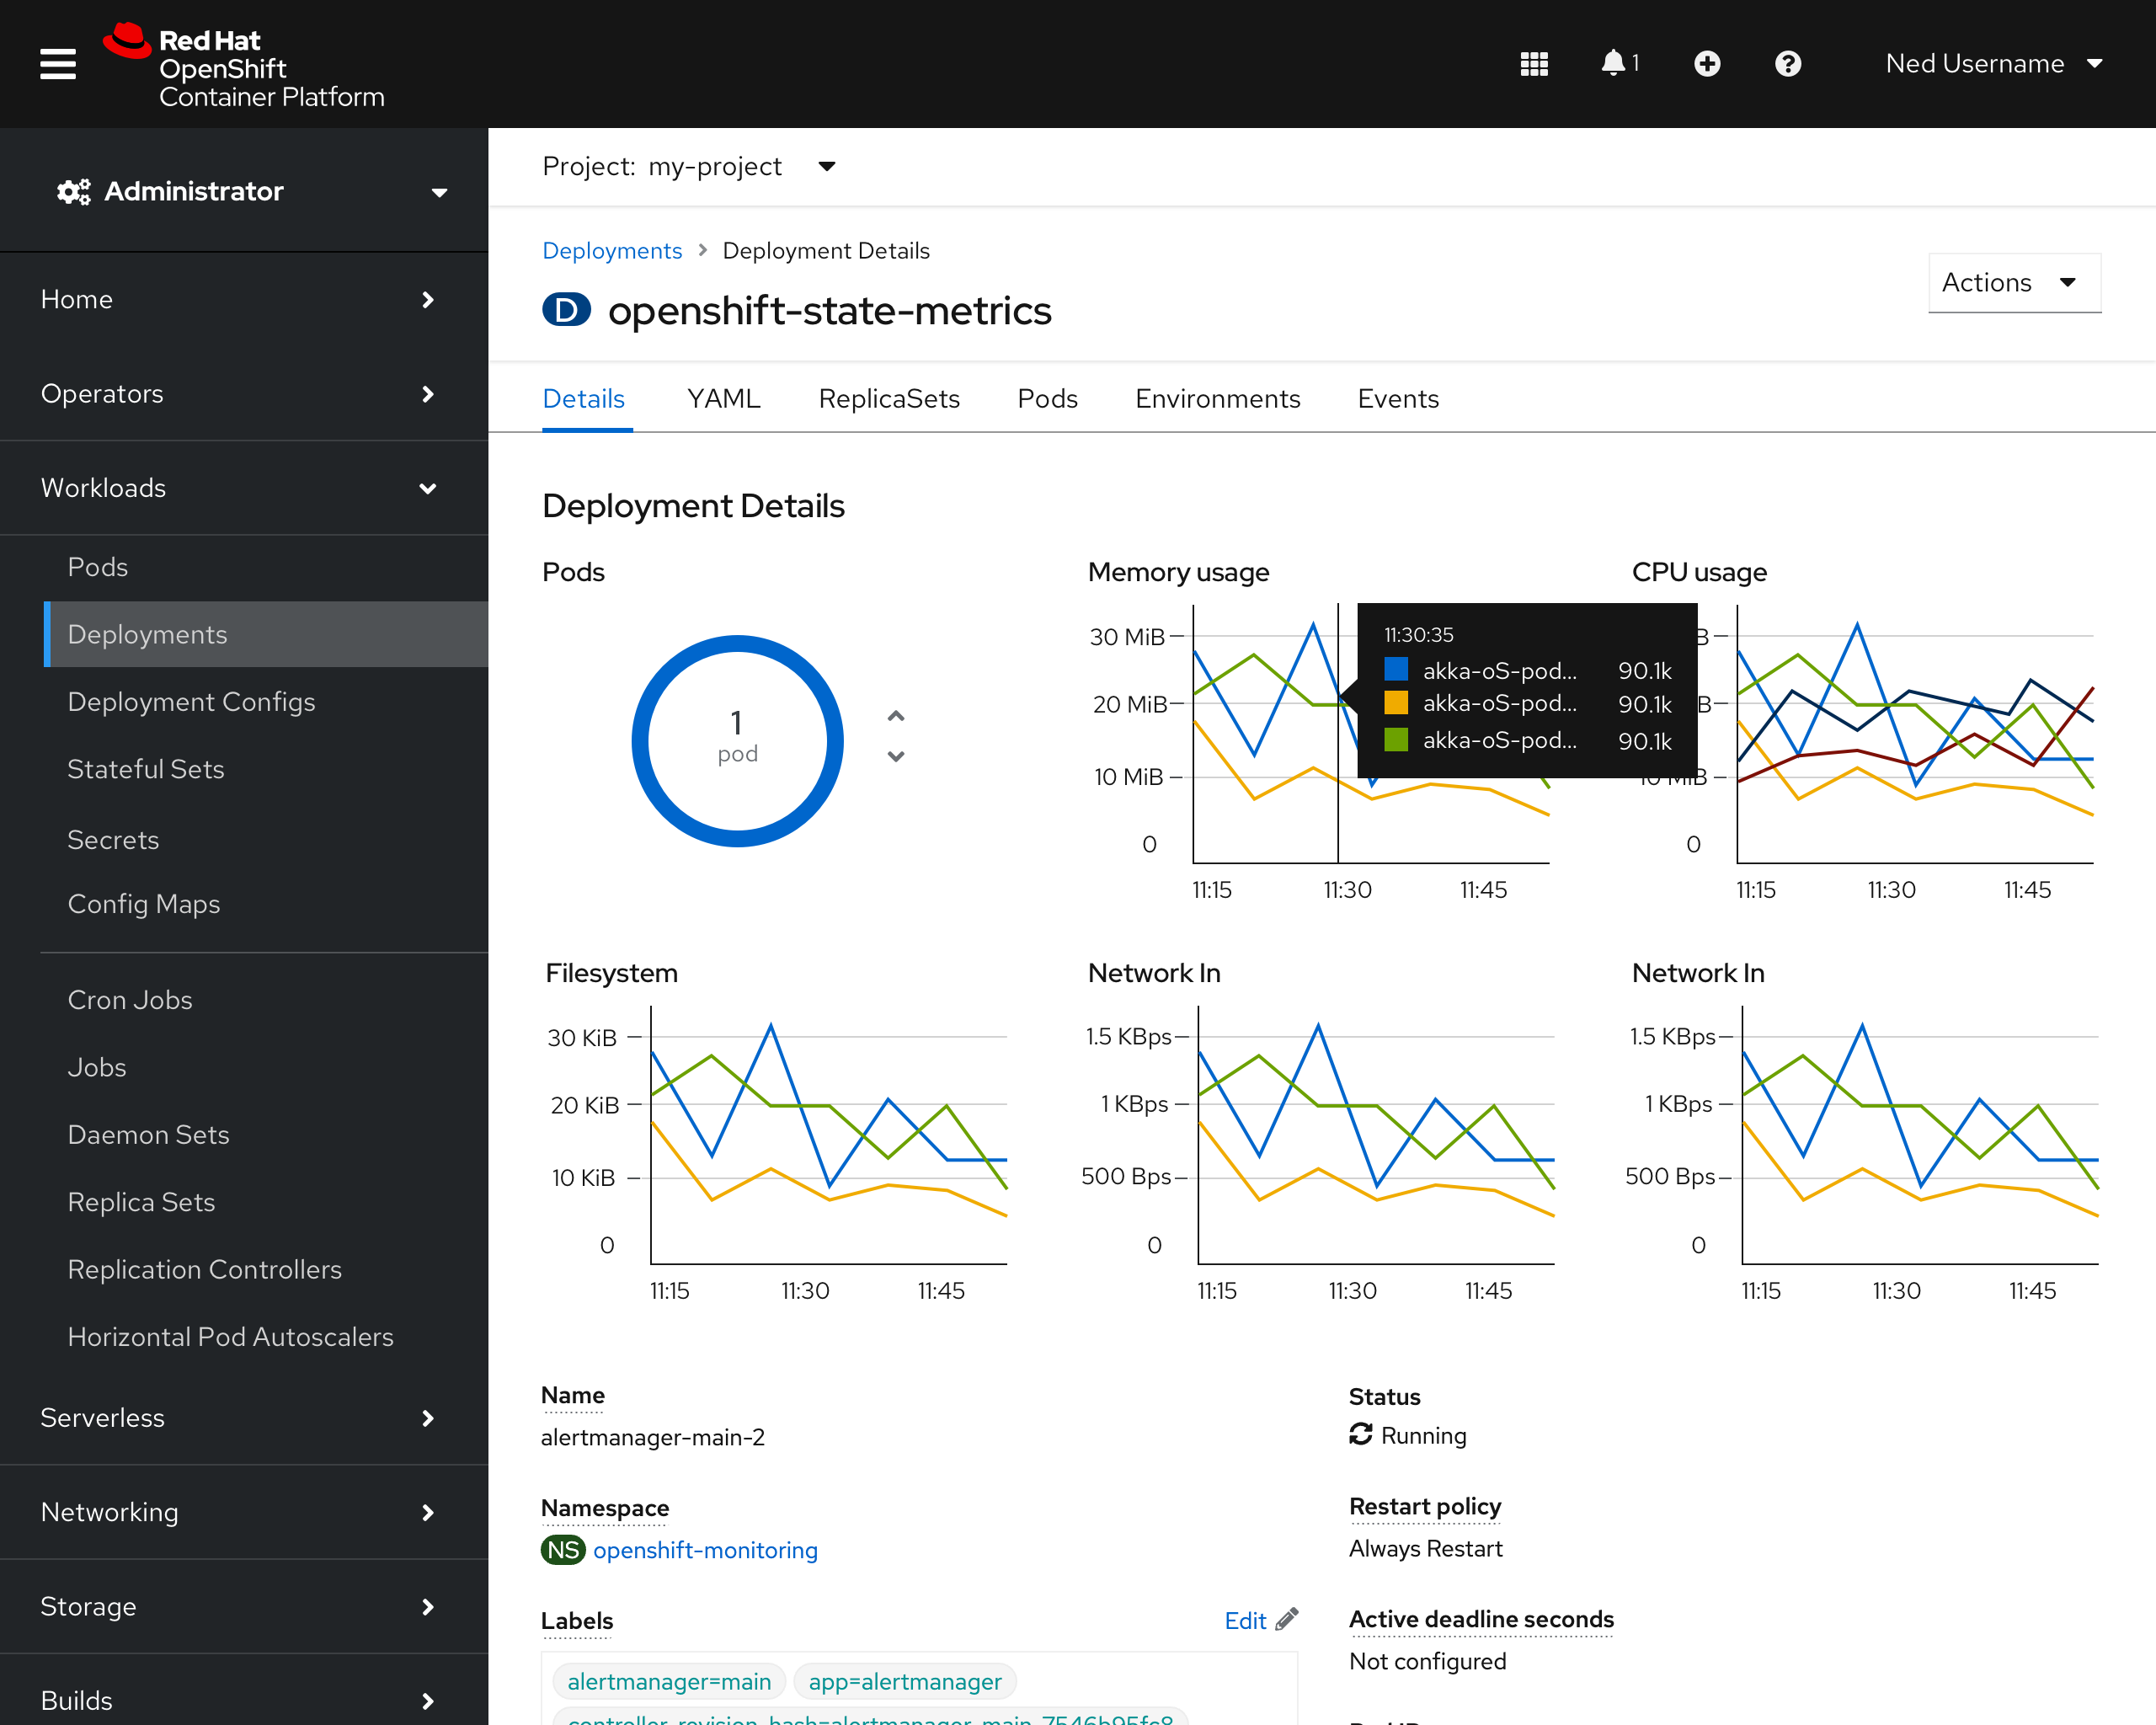 Red Hat
OpenShift
Container Platform
1
Ned Username
Administrator
Home
Operators
Workloads
Pods
Deployments
Deployment Configs
Stateful Sets
Secrets
Config Maps
Cron Jobs
Jobs
Daemon Sets
Replica Sets
Replication Controllers
Horizontal Pod Autoscalers
Serverless
Networking
Storage
Builds
Project: my-project
Deployments > Deployment Details
D openshift-state-metrics
Actions
Details YAML ReplicaSets Pods Environments Events
Deployment Details
Pods
1
pod
Memory usage
30 MiB
20 MiB
10 MiB
0
11:15 11:30 11:45
11:30:35
akka-oS-pod... 90.1k
akka-oS-pod... 90.1k
akka-oS-pod... 90.1k
CPU usage
B
B
10 MiB
0
11:15 11:30 11:45
Filesystem
30 KiB
20 KiB
10 KiB
0
11:15 11:30 11:45
Network In
1.5 KBps
1 KBps
500 Bps
0
11:15 11:30 11:45
Network In
1.5 KBps
1 KBps
500 Bps
0
11:15 11:30 11:45
Name
alertmanager-main-2
Namespace
NS openshift-monitoring
Labels
Edit
alertmanager=main app=alertmanager
controller-revision-hash=alertmanager-main-7546b95fc8
Status
Running
Restart policy
Always Restart
Active deadline seconds
Not configured